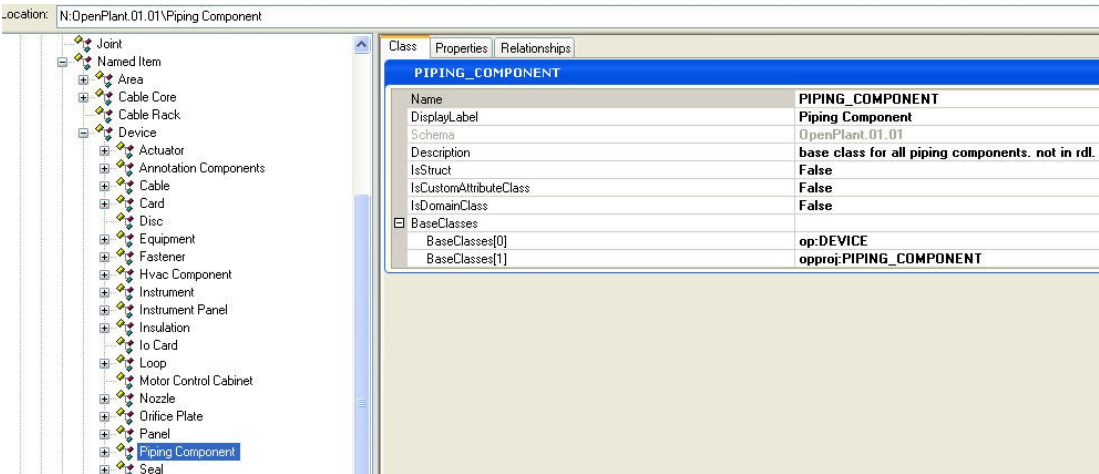 Location: N:OpenPlant.01.01\Piping Component
Joint
Named Item
Area
Cable Core
Cable Rack
Device
Actuator
Annotation Components
Cable
Card
Disc
Equipment
Fastener
Hvac Component
Instrument
Instrument Panel
Insulation
Io Card
Loop
Motor Control Cabinet
Nozzle
Orifice Plate
Panel
Piping Component
Seal
Class Properties Relationships
PIPING_COMPONENT
Name PIPING_COMPONENT
DisplayLabel Piping Component
Schema OpenPlant.01.01
Description base class for all piping components. not in rdl.
IsStruct False
IsCustomAttributeClass False
IsDomainClass False
BaseClasses
BaseClasses[0] op:DEVICE
BaseClasses[1] opproj:PIPING_COMPONENT